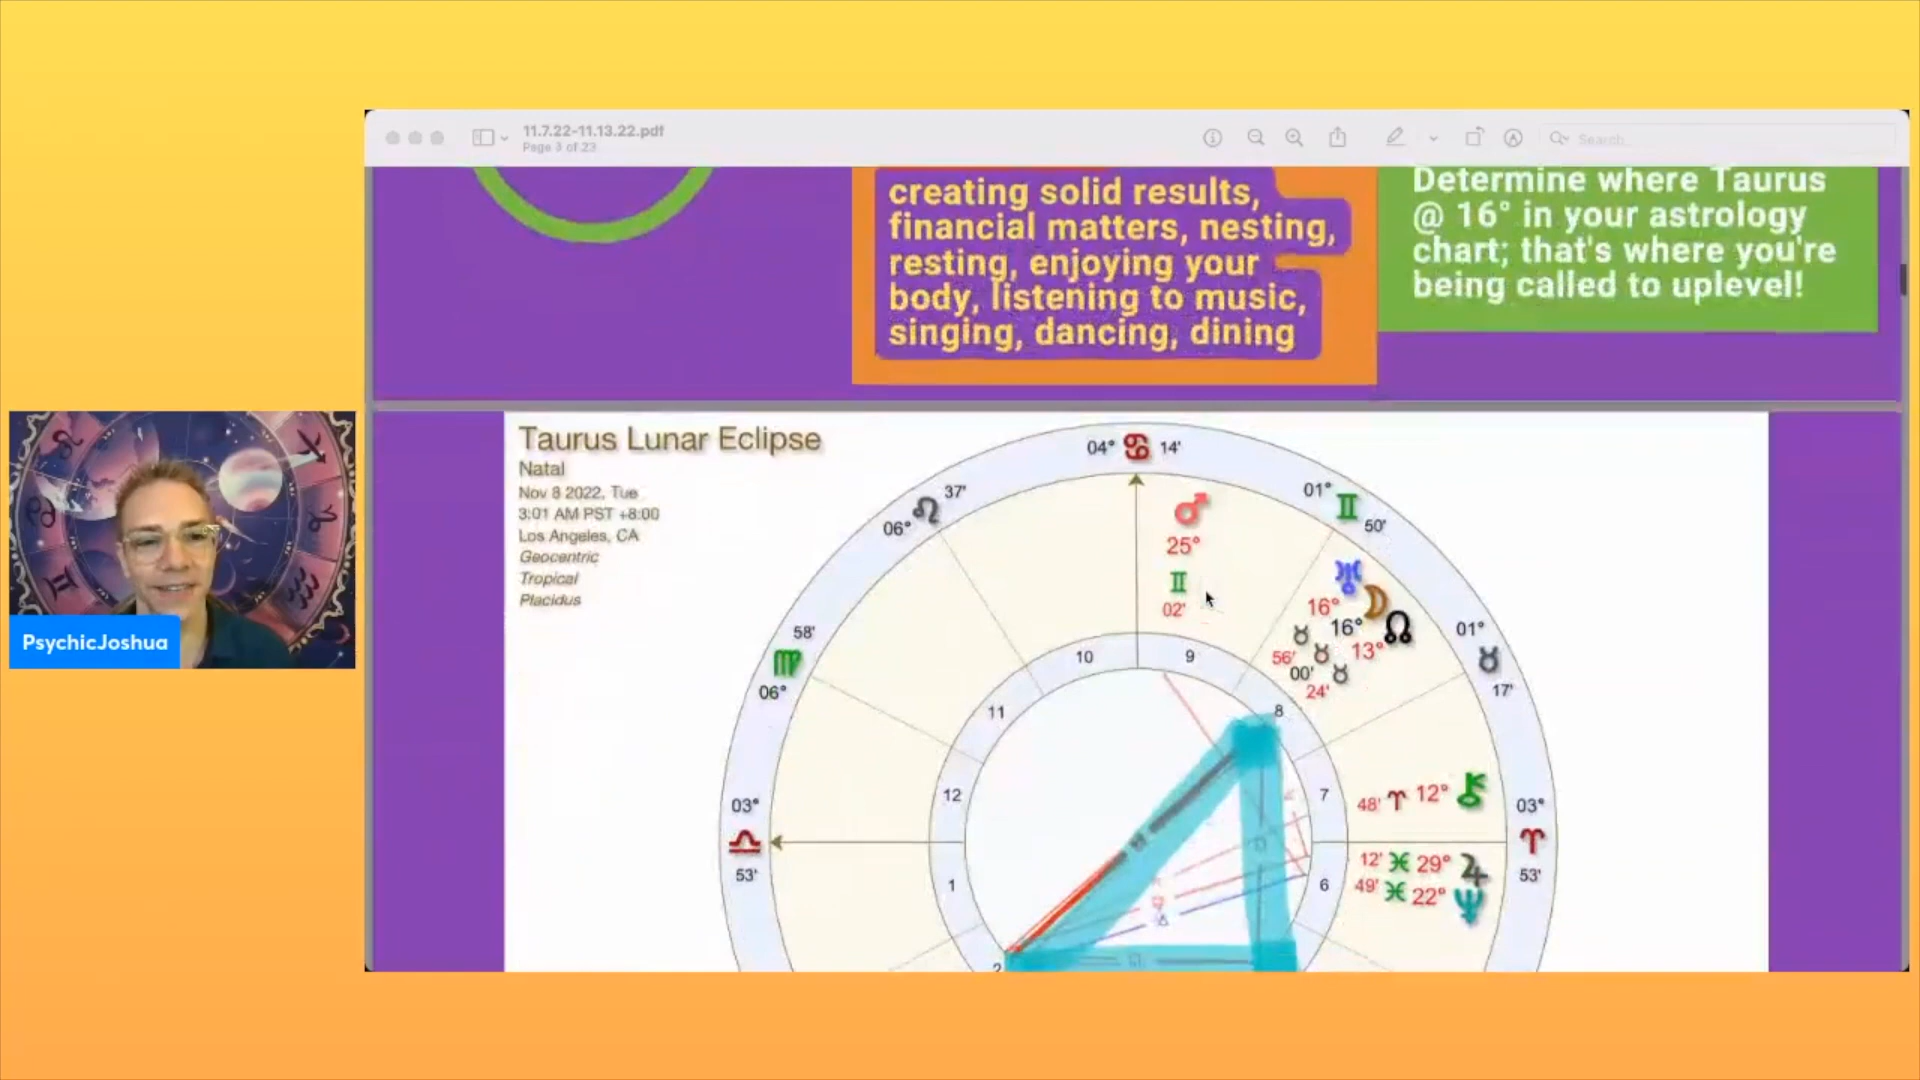 11.7.22-11.13.22.pdf
Page 3 of 23
Search
creating solid results,
financial matters, nesting,
resting, enjoying your
body, listening to music,
singing, dancing, dining
Determine where Taurus
@ 16° in your astrology
chart; that's where you're
being called to uplevel!
Taurus Lunar Eclipse
Natal
Nov 8 2022, Tue
3:01 AM PST +8:00
Los Angeles, CA
Geocentric
Tropical
Placidus
04° ♋ 14'
06° ♌ 37'
01° ♊ 50'
♂
25°
♊
02'
♅ ☽ ☊
16° 16° 13°
♉ ♉ ♉
56' 00' 24'
01° ♉ 17'
58' ♍ 06°
10
9
11
8
12
7
1
6
2
48' ♈ 12° ⚷
03° ♎ 53'
03° ♈ 53'
12' ♓ 29° ♃
49' ♓ 22° ♆
PsychicJoshua